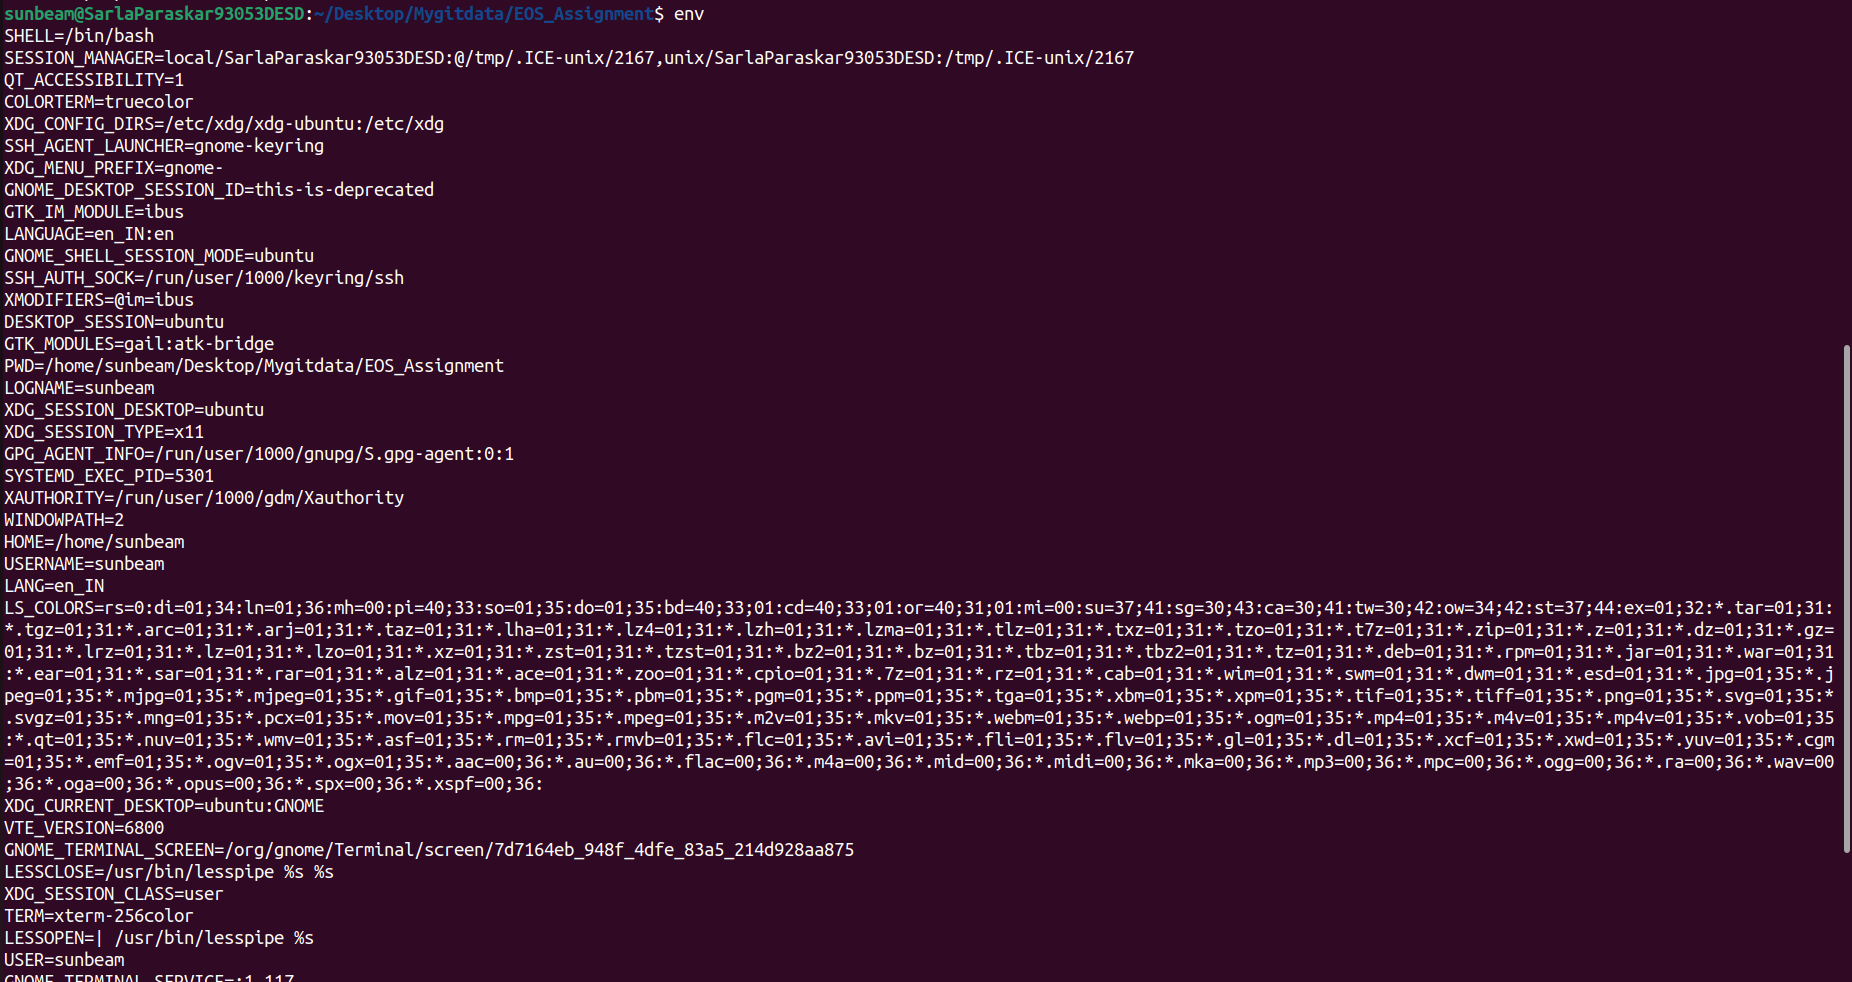 sunbeam@SarlaParaskar93053DESD:~/Desktop/Mygitdata/EOS_Assignment$ env
SHELL=/bin/bash
SESSION_MANAGER=local/SarlaParaskar93053DESD:@/tmp/.ICE-unix/2167,unix/SarlaParaskar93053DESD:/tmp/.ICE-unix/2167
QT_ACCESSIBILITY=1
COLORTERM=truecolor
XDG_CONFIG_DIRS=/etc/xdg/xdg-ubuntu:/etc/xdg
SSH_AGENT_LAUNCHER=gnome-keyring
XDG_MENU_PREFIX=gnome-
GNOME_DESKTOP_SESSION_ID=this-is-deprecated
GTK_IM_MODULE=ibus
LANGUAGE=en_IN:en
GNOME_SHELL_SESSION_MODE=ubuntu
SSH_AUTH_SOCK=/run/user/1000/keyring/ssh
XMODIFIERS=@im=ibus
DESKTOP_SESSION=ubuntu
GTK_MODULES=gail:atk-bridge
PWD=/home/sunbeam/Desktop/Mygitdata/EOS_Assignment
LOGNAME=sunbeam
XDG_SESSION_DESKTOP=ubuntu
XDG_SESSION_TYPE=x11
GPG_AGENT_INFO=/run/user/1000/gnupg/S.gpg-agent:0:1
SYSTEMD_EXEC_PID=5301
XAUTHORITY=/run/user/1000/gdm/Xauthority
WINDOWPATH=2
HOME=/home/sunbeam
USERNAME=sunbeam
LANG=en_IN
LS_COLORS=rs=0:di=01;34:ln=01;36:mh=00:pi=40;33:so=01;35:do=01;35:bd=40;33;01:cd=40;33;01:or=40;31;01:mi=00:su=37;41:sg=30;43:ca=30;41:tw=30;42:ow=34;42:st=37;44:ex=01;32:*.tar=01;31:
*.tgz=01;31:*.arc=01;31:*.arj=01;31:*.taz=01;31:*.lha=01;31:*.lz4=01;31:*.lzh=01;31:*.lzma=01;31:*.tlz=01;31:*.txz=01;31:*.tzo=01;31:*.t7z=01;31:*.zip=01;31:*.z=01;31:*.dz=01;31:*.gz=
01;31:*.lrz=01;31:*.lz=01;31:*.lzo=01;31:*.xz=01;31:*.zst=01;31:*.tzst=01;31:*.bz2=01;31:*.bz=01;31:*.tbz=01;31:*.tbz2=01;31:*.tz=01;31:*.deb=01;31:*.rpm=01;31:*.jar=01;31:*.war=01;31
:*.ear=01;31:*.sar=01;31:*.rar=01;31:*.alz=01;31:*.ace=01;31:*.zoo=01;31:*.cpio=01;31:*.7z=01;31:*.rz=01;31:*.cab=01;31:*.wim=01;31:*.swm=01;31:*.dwm=01;31:*.esd=01;31:*.jpg=01;35:*.j
peg=01;35:*.mjpg=01;35:*.mjpeg=01;35:*.gif=01;35:*.bmp=01;35:*.pbm=01;35:*.pgm=01;35:*.ppm=01;35:*.tga=01;35:*.xbm=01;35:*.xpm=01;35:*.tif=01;35:*.tiff=01;35:*.png=01;35:*.svg=01;35:*
.svgz=01;35:*.mng=01;35:*.pcx=01;35:*.mov=01;35:*.mpg=01;35:*.mpeg=01;35:*.m2v=01;35:*.mkv=01;35:*.webm=01;35:*.webp=01;35:*.ogm=01;35:*.mp4=01;35:*.m4v=01;35:*.mp4v=01;35:*.vob=01;35
:*.qt=01;35:*.nuv=01;35:*.wmv=01;35:*.asf=01;35:*.rm=01;35:*.rmvb=01;35:*.flc=01;35:*.avi=01;35:*.fli=01;35:*.flv=01;35:*.gl=01;35:*.dl=01;35:*.xcf=01;35:*.xwd=01;35:*.yuv=01;35:*.cgm
=01;35:*.emf=01;35:*.ogv=01;35:*.ogx=01;35:*.aac=00;36:*.au=00;36:*.flac=00;36:*.m4a=00;36:*.mid=00;36:*.midi=00;36:*.mka=00;36:*.mp3=00;36:*.mpc=00;36:*.ogg=00;36:*.ra=00;36:*.wav=00
;36:*.oga=00;36:*.opus=00;36:*.spx=00;36:*.xspf=00;36:
XDG_CURRENT_DESKTOP=ubuntu:GNOME
VTE_VERSION=6800
GNOME_TERMINAL_SCREEN=/org/gnome/Terminal/screen/7d7164eb_948f_4dfe_83a5_214d928aa875
LESSCLOSE=/usr/bin/lesspipe %s %s
XDG_SESSION_CLASS=user
TERM=xterm-256color
LESSOPEN=| /usr/bin/lesspipe %s
USER=sunbeam
GNOME_TERMINAL_SERVICE=:1.117